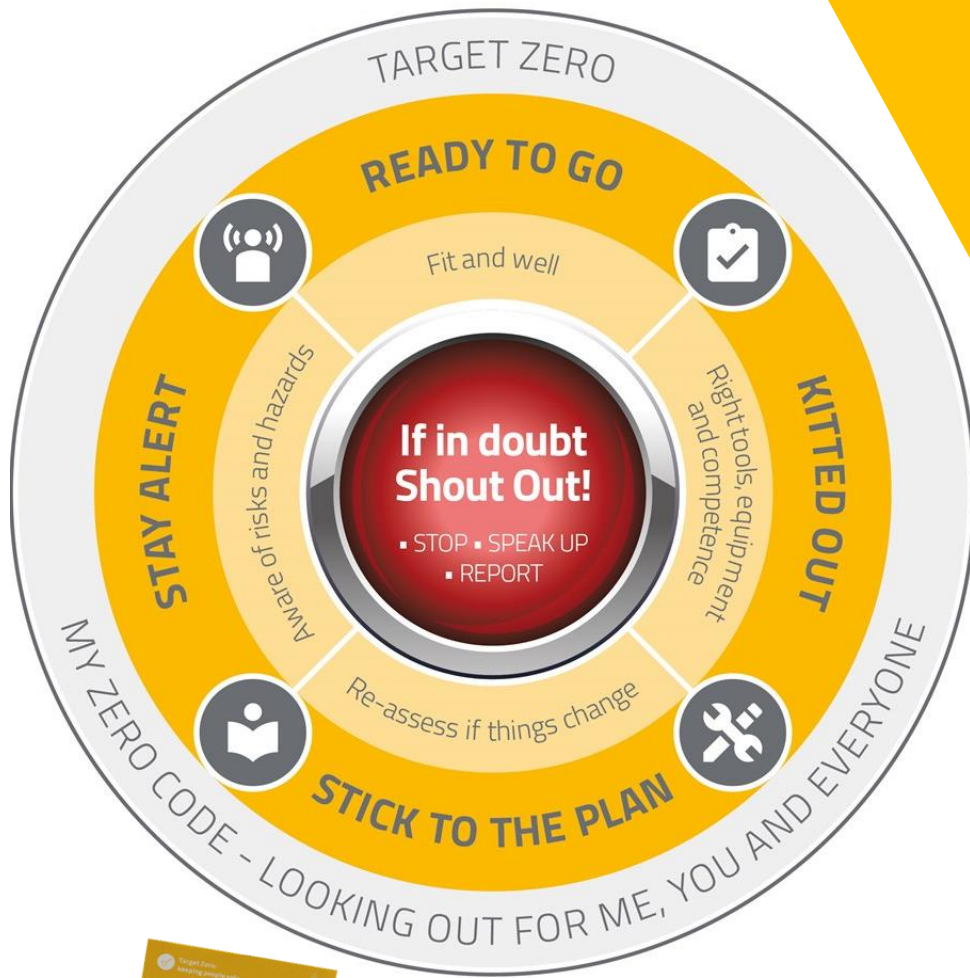 TARGET ZERO
READY TO GO
Fit and well
KITTED OUT
Right tools, equipment
and competence
STICK TO THE PLAN
Re-assess if things change
STAY ALERT
Aware of risks and hazards
If in doubt
Shout Out!
▪ STOP ▪ SPEAK UP
▪ REPORT
MY ZERO CODE - LOOKING OUT FOR ME, YOU AND EVERYONE
Target Zero